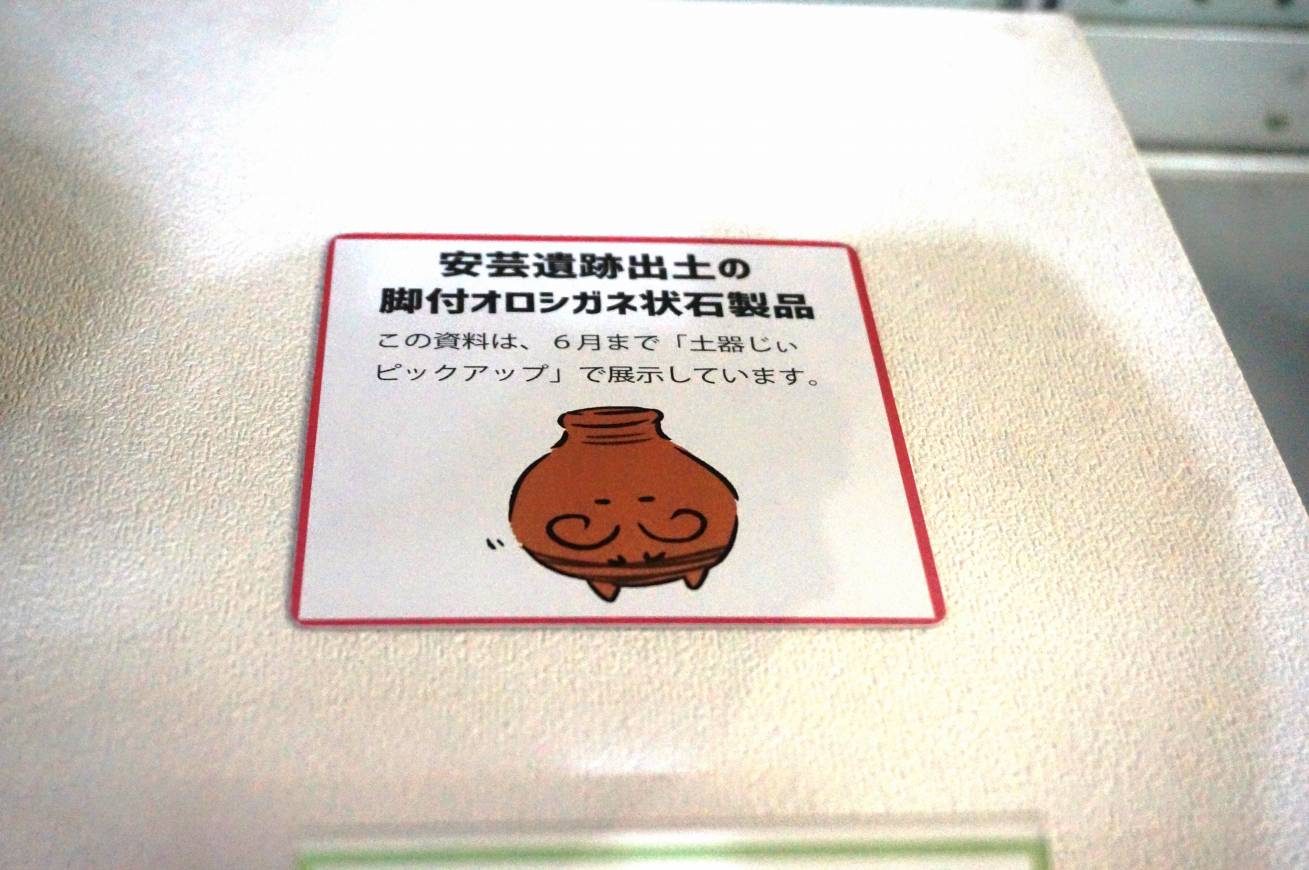 安芸遺跡出土の
脚付オロシガネ状石製品
この資料は、6月まで「土器じぃ
ピックアップ」で展示しています。